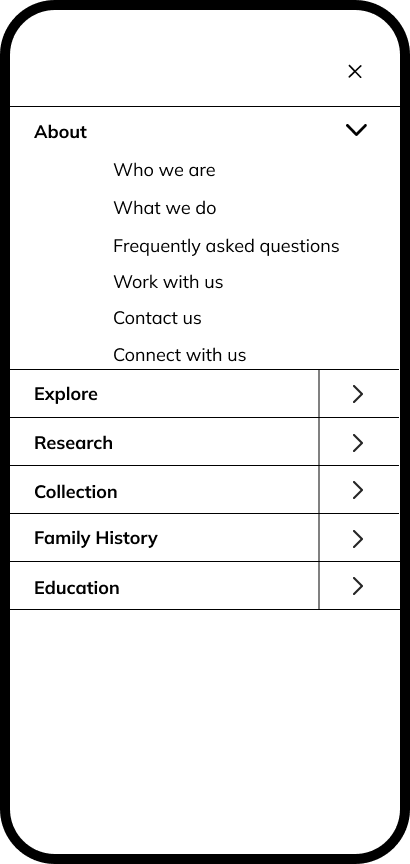 About
Who we are
What we do
Frequently asked questions
Work with us
Contact us
Connect with us
Explore
Research
Collection
Family History
Education